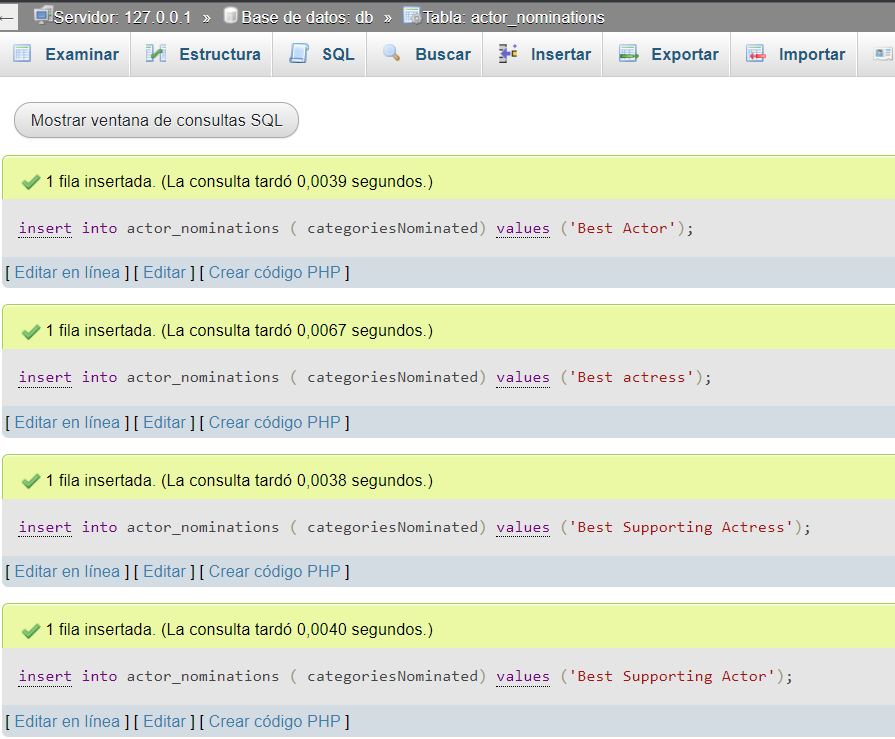 Servidor: 127.0.0.1 » Base de datos: db » Tabla: actor_nominations
Examinar Estructura SQL Buscar Insertar Exportar Importar
Mostrar ventana de consultas SQL
1 fila insertada. (La consulta tardó 0,0039 segundos.)
insert into actor_nominations ( categoriesNominated) values ('Best Actor');
[ Editar en línea ] [ Editar ] [ Crear código PHP ]
1 fila insertada. (La consulta tardó 0,0067 segundos.)
insert into actor_nominations ( categoriesNominated) values ('Best actress');
[ Editar en línea ] [ Editar ] [ Crear código PHP ]
1 fila insertada. (La consulta tardó 0,0038 segundos.)
insert into actor_nominations ( categoriesNominated) values ('Best Supporting Actress');
[ Editar en línea ] [ Editar ] [ Crear código PHP ]
1 fila insertada. (La consulta tardó 0,0040 segundos.)
insert into actor_nominations ( categoriesNominated) values ('Best Supporting Actor');
[ Editar en línea ] [ Editar ] [ Crear código PHP ]